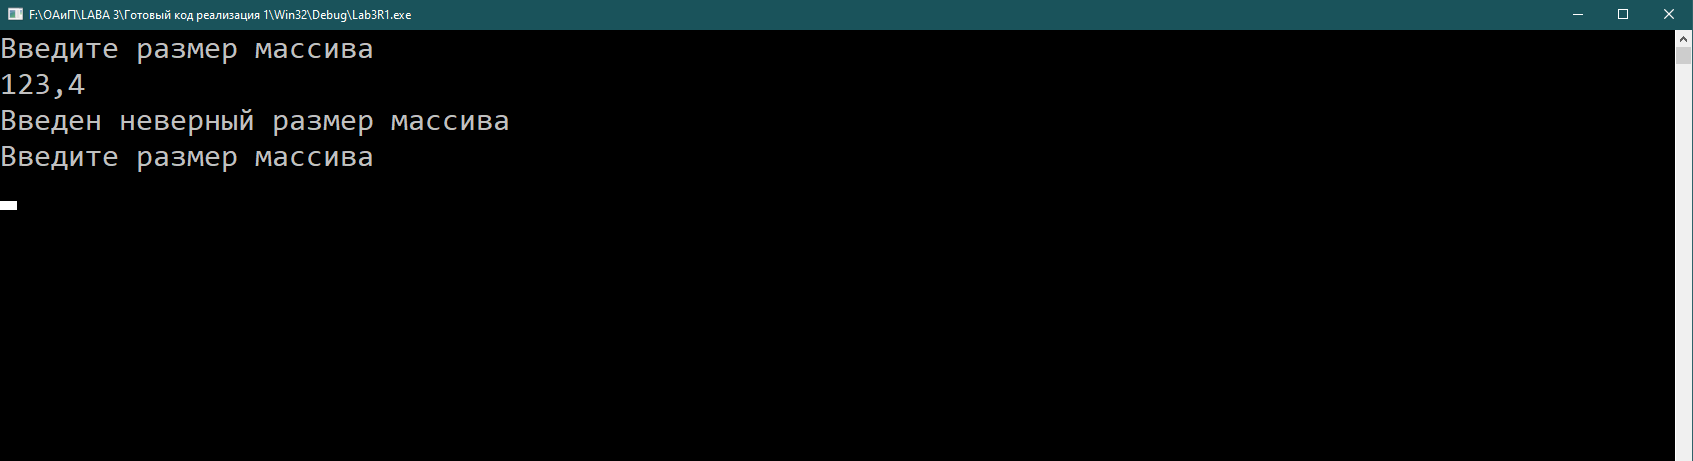 F:\ОАиП\LABA 3\Готовый код реализация 1\Win32\Debug\Lab3R1.exe
Введите размер массива
123,4
Введен неверный размер массива
Введите размер массива